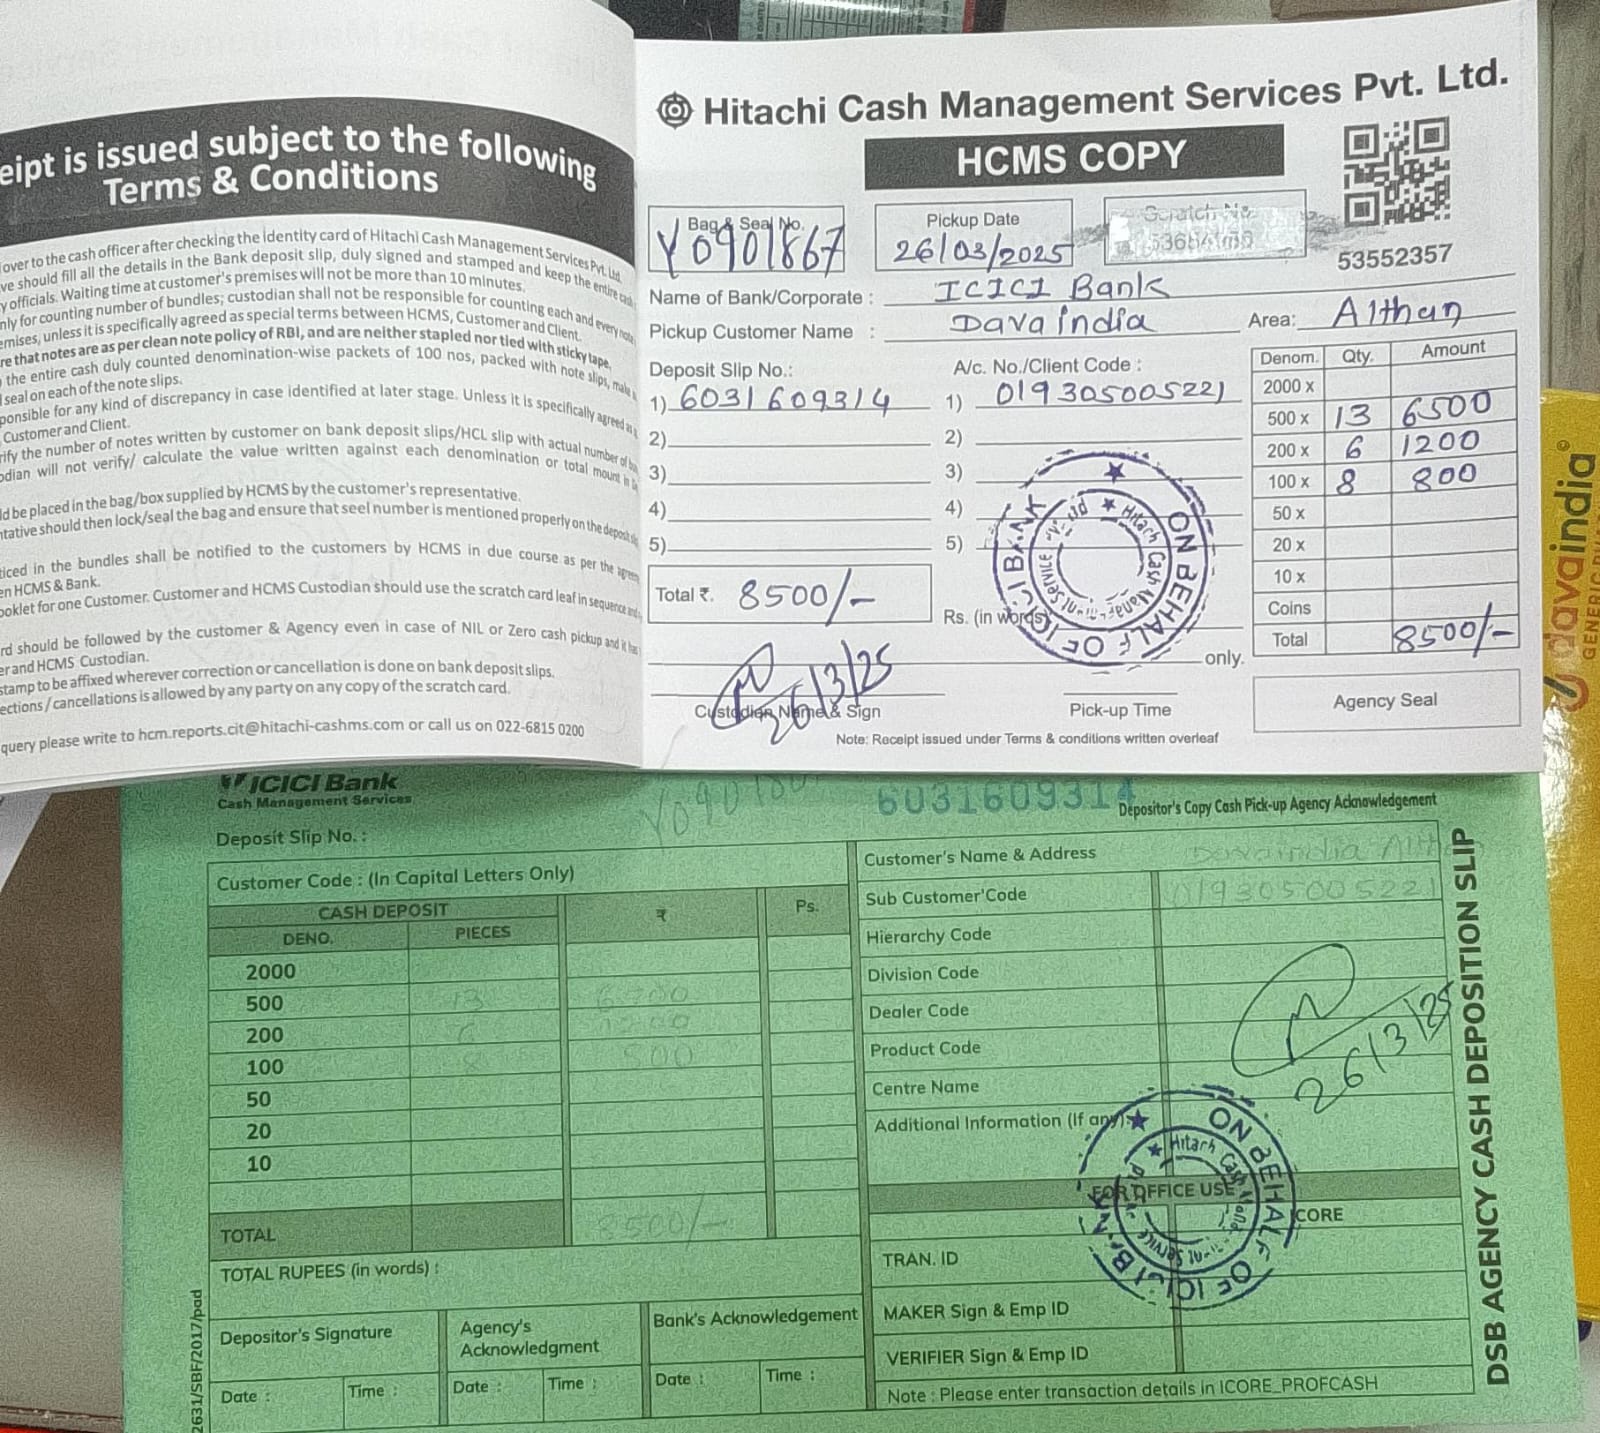 eipt is issued subject to the following
Terms & Conditions
over to the cash officer after checking the identity card of Hitachi Cash Management Services Pvt. Ltd.
ve should fill all the details in the Bank deposit slip, duly signed and stamped and keep the entire
y officials. Waiting time at customer's premises will not be more than 10 minutes.
nly for counting number of bundles; custodian shall not be responsible for counting each and every note
emises, unless it is specifically agreed as special terms between HCMS, Customer and Client.
re that notes are as per clean note policy of RBI, and are neither stapled nor tied with sticky tape.
the entire cash duly counted denomination-wise packets of 100 nos, packed with note slips, make
seal on each of the note slips.
ponsible for any kind of discrepancy in case identified at later stage. Unless it is specifically agreed
Customer and Client.
rify the number of notes written by customer on bank deposit slips/HCL slip with actual number of
odian will not verify/ calculate the value written against each denomination or total mount in
ld be placed in the bag/box supplied by HCMS by the customer's representative.
ntative should then lock/seal the bag and ensure that seel number is mentioned properly on the deposit
ticed in the bundles shall be notified to the customers by HCMS in due course as per the
en HCMS & Bank.
ooklet for one Customer. Customer and HCMS Custodian should use the scratch card leaf in sequence
rd should be followed by the customer & Agency even in case of NIL or Zero cash pickup and it
er and HCMS Custodian.
stamp to be affixed wherever correction or cancellation is done on bank deposit slips.
ections / cancellations is allowed by any party on any copy of the scratch card.
query please write to hcm.reports.cit@hitachi-cashms.com or call us on 022-6815 0200
Hitachi Cash Management Services Pvt. Ltd.
HCMS COPY
Bag & Seal No. Y0901867
Pickup Date 26/03/2025
Scratch No.
53552357
Name of Bank/Corporate : ICICI Bank
Pickup Customer Name : Dava India
Area: Althan
Deposit Slip No.: A/c. No./Client Code :
1) 6031609314 1) 019305005221
2) 2)
3) 3)
4) 4)
5) 5)
Denom. Qty. Amount
2000 x
500 x 13 6500
200 x 6 1200
100 x 8 800
50 x
20 x
10 x
Coins
Total 8500/-
Total ₹. 8500/-
Rs. (in words)
only.
ON BEHALF OF ICICI BANK
26/3/25
Custodian Name & Sign
Pick-up Time
Agency Seal
Note: Receipt issued under Terms & conditions written overleaf
davaindia
ICICI Bank
Cash Management Services
6031609314
Depositor's Copy Cash Pick-up Agency Acknowledgement
Deposit Slip No. :
Customer Code : (In Capital Letters Only)
CASH DEPOSIT ₹ Ps.
DENO. PIECES
2000
500 13
200 6
100 8 800
50
20
10
TOTAL 8500/-
TOTAL RUPEES (in words) :
Depositor's Signature
Date : Time :
Agency's Acknowledgment
Date : Time :
Bank's Acknowledgement
Date : Time :
Customer's Name & Address Davaindia
Sub Customer'Code 019305005221
Hierarchy Code
Division Code
Dealer Code
Product Code
Centre Name
26/3/25
Additional Information (If any):
FOR OFFICE USE
ICORE
TRAN. ID
MAKER Sign & Emp ID
VERIFIER Sign & Emp ID
Note : Please enter transaction details in ICORE_PROFCASH
ON BEHALF OF ICICI BANK
DSB AGENCY CASH DEPOSITION SLIP
2631/SBF/2017/pad